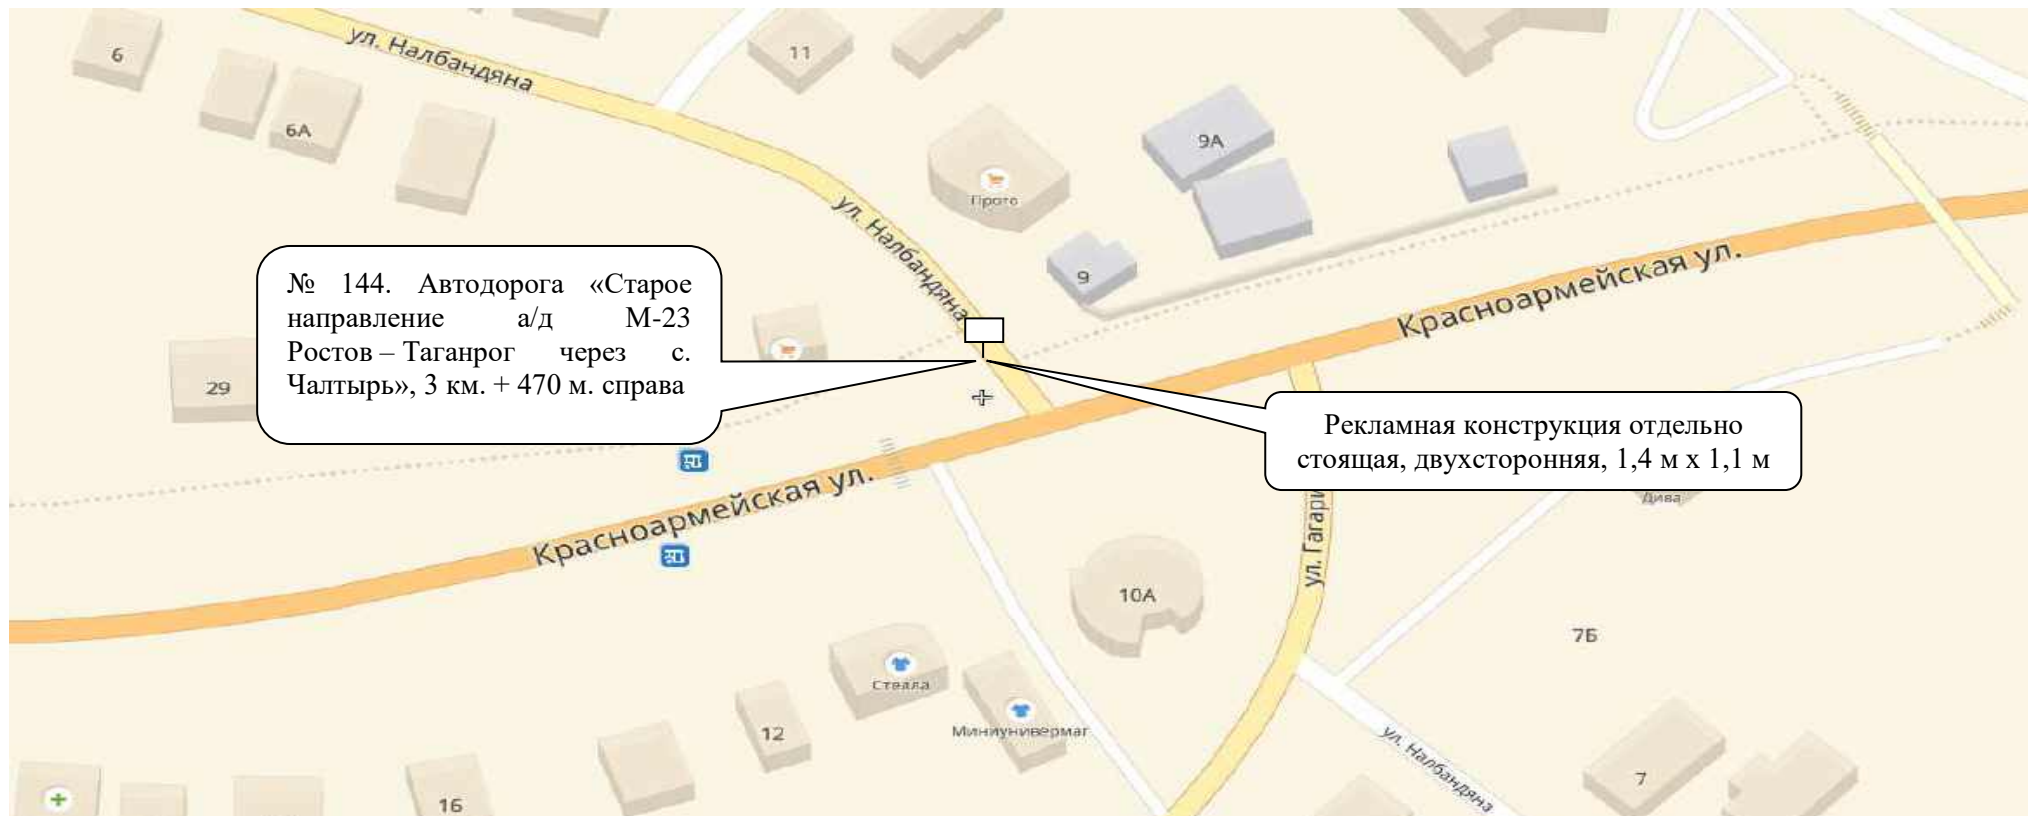 6
ул. Налбандяна
11
6А
9А
Прото
ул. Налбандяна
9
Красноармейская ул.
№ 144. Автодорога «Старое
направление а/д М-23
Ростов – Таганрог через с.
Чалтырь», 3 км. + 470 м. справа
29
Рекламная конструкция отдельно
стоящая, двухсторонняя, 1,4 м х 1,1 м
Дива
Красноармейская ул.
ул. Гагари
10А
7Б
Стелла
Миниунивермаг
12
ул. Налбандяна
7
16